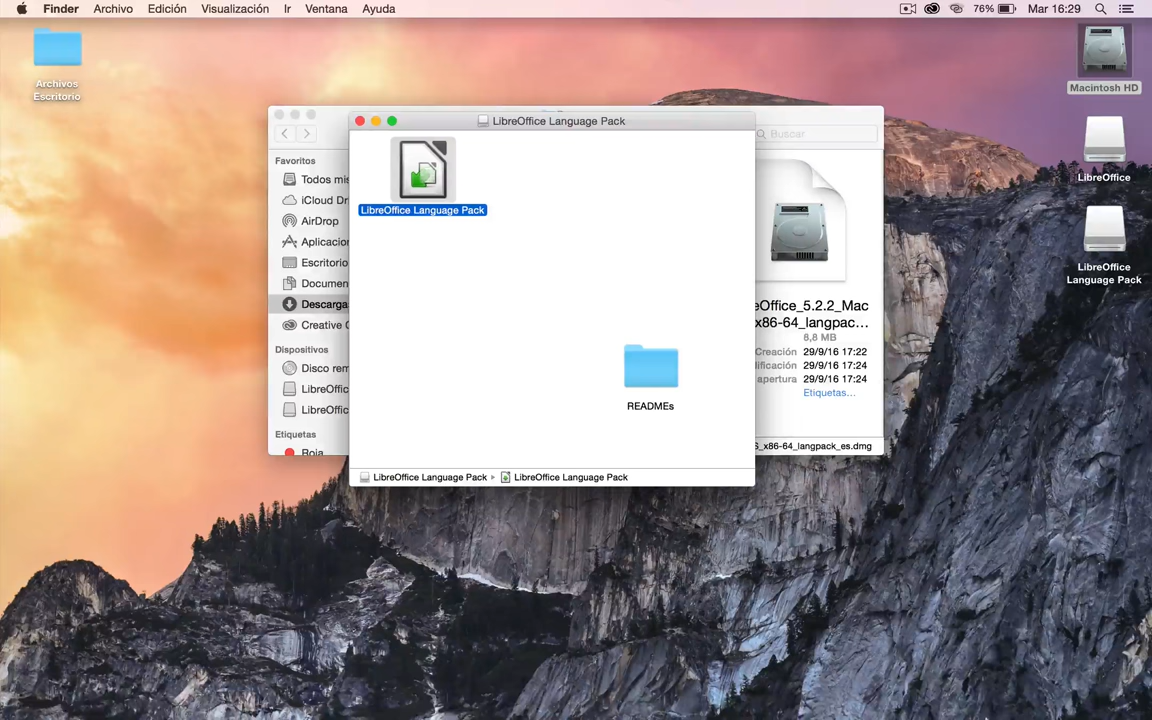 Finder Archivo Edición Visualización Ir Ventana Ayuda 76% Mar 16:29
Archivos
Escritorio
Macintosh HD
LibreOffice
LibreOffice
Language Pack
LibreOffice Language Pack
Buscar
Favoritos
Todos mis
iCloud Dr
AirDrop
Aplicacion
Escritorio
Documen
Descarga
Creative C
Dispositivos
Disco rem
LibreOffic
LibreOffic
Etiquetas
Roja
LibreOffice Language Pack
READMEs
LibreOffice Language Pack ▸ LibreOffice Language Pack
eOffice_5.2.2_Mac
x86-64_langpac...
6,8 MB
Creación 29/9/16 17:22
lificación 29/9/16 17:24
apertura 29/9/16 17:24
Etiquetas...
S_x86-64_langpack_es.dmg